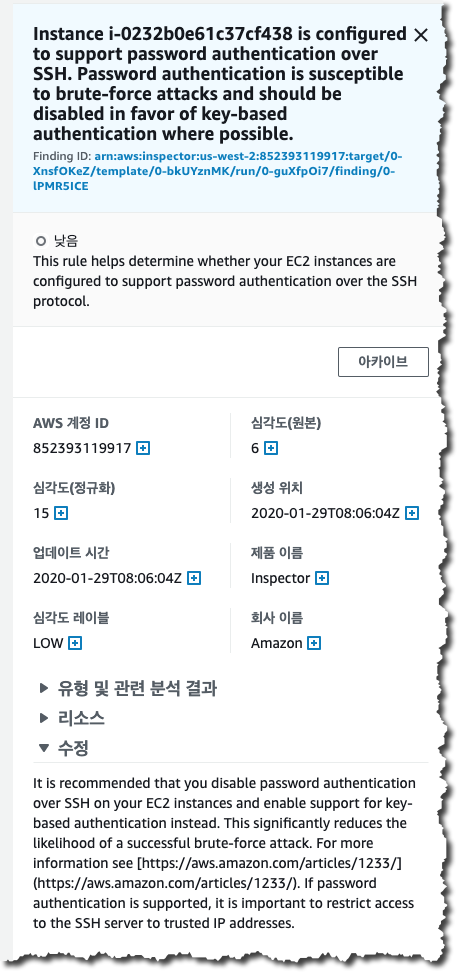 Instance i-0232b0e61c37cf438 is configured
to support password authentication over
SSH. Password authentication is susceptible
to brute-force attacks and should be
disabled in favor of key-based
authentication where possible.
Finding ID: arn:aws:inspector:us-west-2:852393119917:target/0-
XnsfOKeZ/template/0-bkUYznMK/run/0-guXfpOi7/finding/0-
lPMR5ICE
낮음
This rule helps determine whether your EC2 instances are
configured to support password authentication over the SSH
protocol.
아카이브
AWS 계정 ID
852393119917
심각도(원본)
6
심각도(정규화)
15
생성 위치
2020-01-29T08:06:04Z
업데이트 시간
2020-01-29T08:06:04Z
제품 이름
Inspector
심각도 레이블
LOW
회사 이름
Amazon
유형 및 관련 분석 결과
리소스
수정
It is recommended that you disable password authentication
over SSH on your EC2 instances and enable support for key-
based authentication instead. This significantly reduces the
likelihood of a successful brute-force attack. For more
information see [https://aws.amazon.com/articles/1233/]
(https://aws.amazon.com/articles/1233/). If password
authentication is supported, it is important to restrict access
to the SSH server to trusted IP addresses.